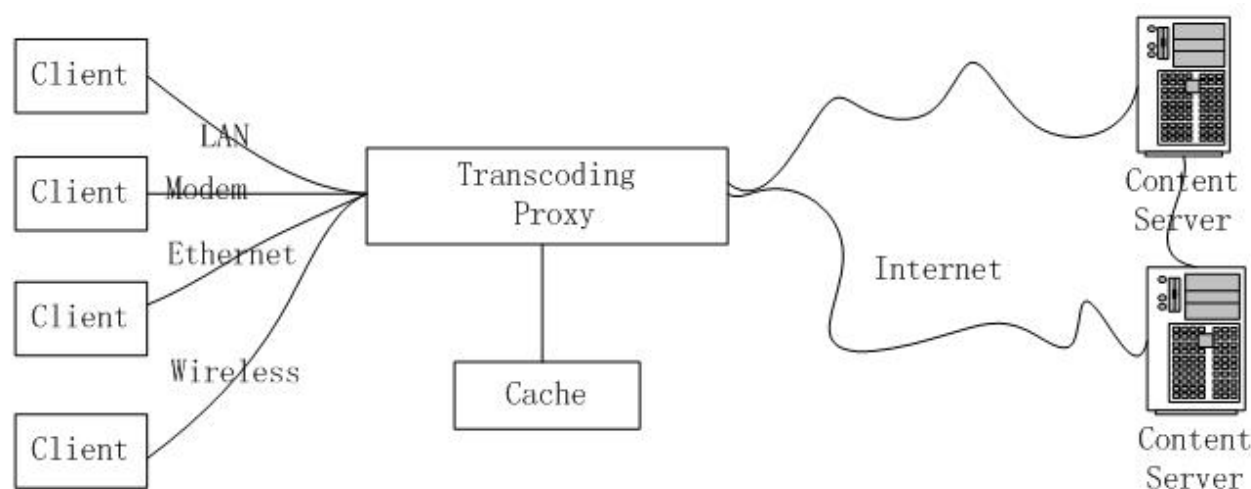 Client
LAN
Client
Modem
Ethernet
Client
Wireless
Client
Transcoding
Proxy
Cache
Internet
Content
Server
Content
Server